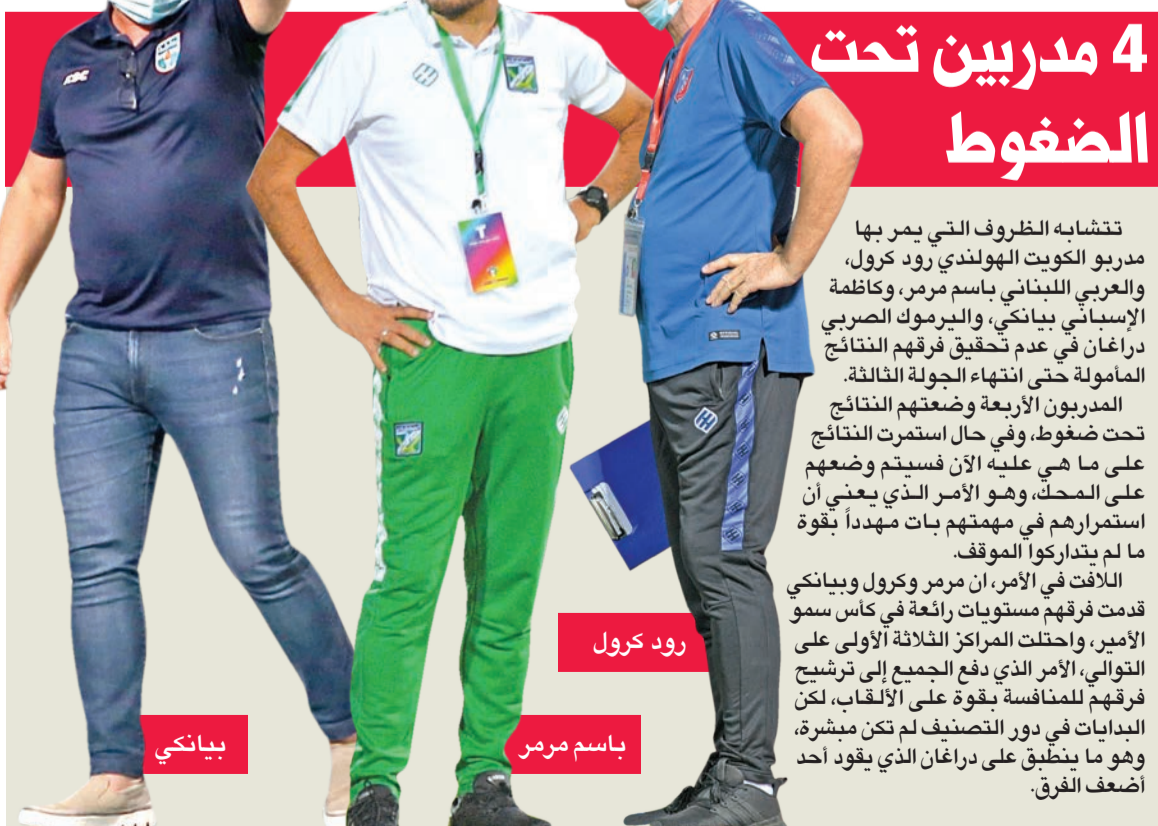 4 مدربين تحت
الضغوط
تتشابه الظروف التي يمر بها
مدربو الكويت الهولندي رود كرول،
والعربي اللبناني باسم مرمر، وكاظمة
الإسباني بيانكي، واليرموك الصربي
دراغان في عدم تحقيق فرقهم النتائج
المأمولة حتى انتهاء الجولة الثالثة.
المدربون الأربعة وضعتهم النتائج
تحت ضغوط، وفي حال استمرت النتائج
على ما هي عليه الآن فسيتم وضعهم
على المحك، وهو الأمر الذي يعني أن
استمرارهم في مهمتهم بات مهدداً بقوة
ما لم يتداركوا الموقف.
اللافت في الأمر، ان مرمر وكرول وبيانكي
قدمت فرقهم مستويات رائعة في كأس سمو
الأمير، واحتلت المراكز الثلاثة الأولى على
التوالي، الأمر الذي دفع الجميع إلى ترشيح
فرقهم للمنافسة بقوة على الألقاب، لكن
البدايات في دور التصنيف لم تكن مبشرة،
وهو ما ينطبق على دراغان الذي يقود أحد
أضعف الفرق.
رود كرول
باسم مرمر
بيانكي